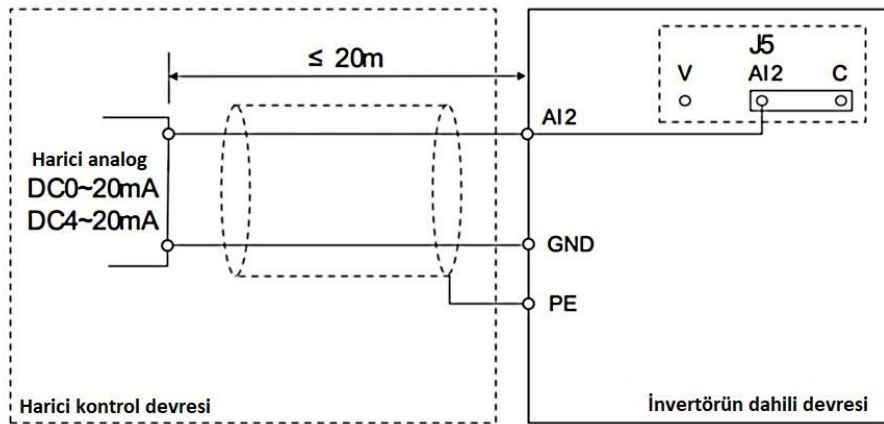 ≤ 20m
J5
V AI2 C
AI2
Harici analog
DC0~20mA
DC4~20mA
GND
PE
Harici kontrol devresi
İnvertörün dahili devresi